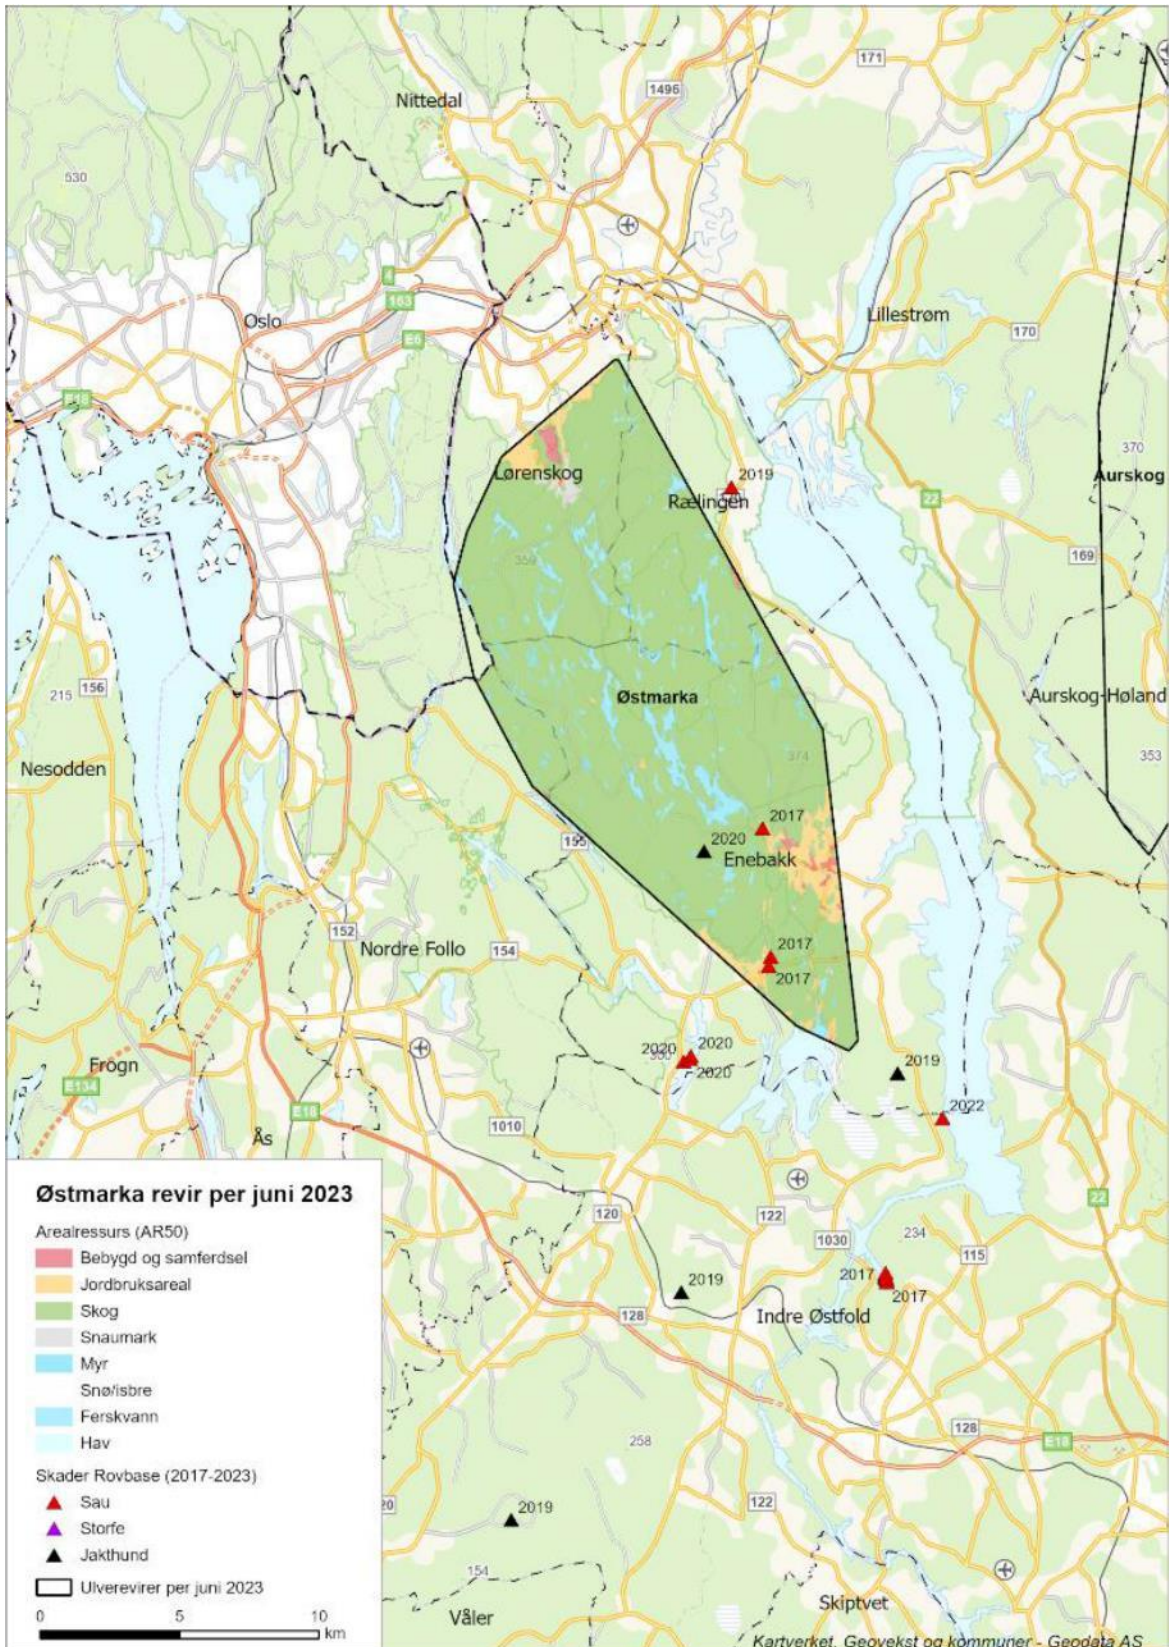 171
1496
Nittedal
530
4
163
Oslo
E6
Lillestrøm
170
E18
370
Lørenskog
2019
Rælingen
Aurskog
22
169
359
215
156
Østmarka
Aurskog-Høland
353
374
Nesodden
2017
155
2020
Enebakk
152
Nordre Follo
154
2017
2017
2020
2020
2020
2019
Frogn
E134
E18
2022
1010
Ås
120
122
1030
234
22
115
2017
2017
2019
128
Indre Østfold
258
128
E18
20
122
2019
154
Våler
Skiptvet
Østmarka revir per juni 2023
Arealressurs (AR50)
Bebygd og samferdsel
Jordbruksareal
Skog
Snaumark
Myr
Snø/isbre
Ferskvann
Hav
Skader Rovbase (2017-2023)
Sau
Storfe
Jakthund
Ulverevirer per juni 2023
0 5 10
km
Kartverket, Geovekst og kommuner - Geodata AS